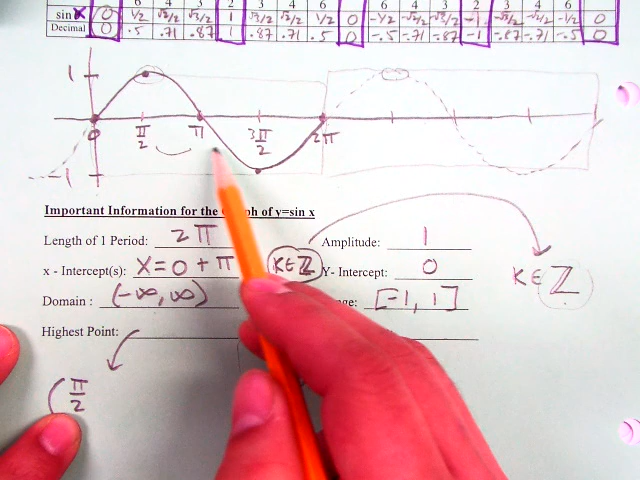 sin x 0 1/2 √2/2 √3/2 1 √3/2 √2/2 1/2 0 -1/2 -√2/2 -√3/2 -1 -√3/2 -√2/2 -1/2 0
Decimal 0 .5 .71 .87 1 .87 .71 .5 0 -.5 -.71 -.87 -1 -.87 -.71 -.5 0
1
0 π/2 π 3π/2 2π
-1
Important Information for the of y=sin x
Length of 1 Period: 2π Amplitude: 1
x - Intercept(s): X=0+π K∈ℤ Y- Intercept: 0 K∈ℤ
Domain : (-∞,∞) [-1, 1]
Highest Point:
(π/2